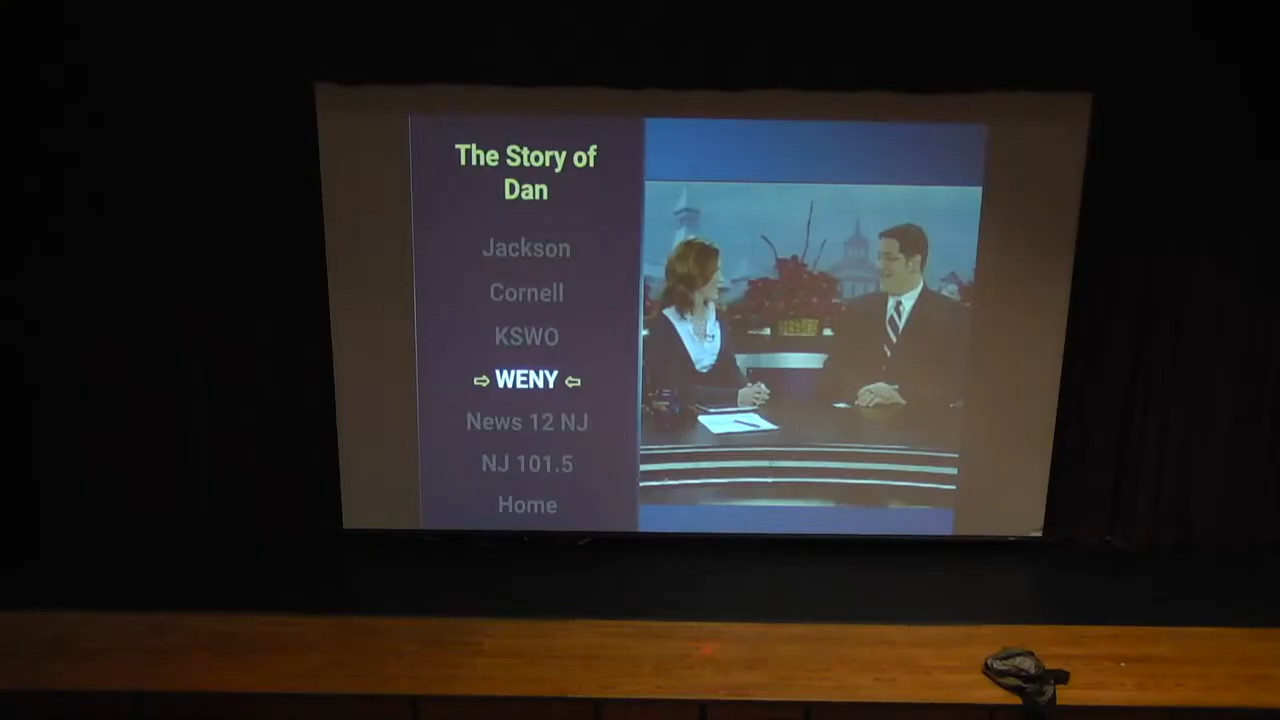 The Story of
Dan
Jackson
Cornell
KSWO
⇨ WENY ⇦
News 12 NJ
NJ 101.5
Home